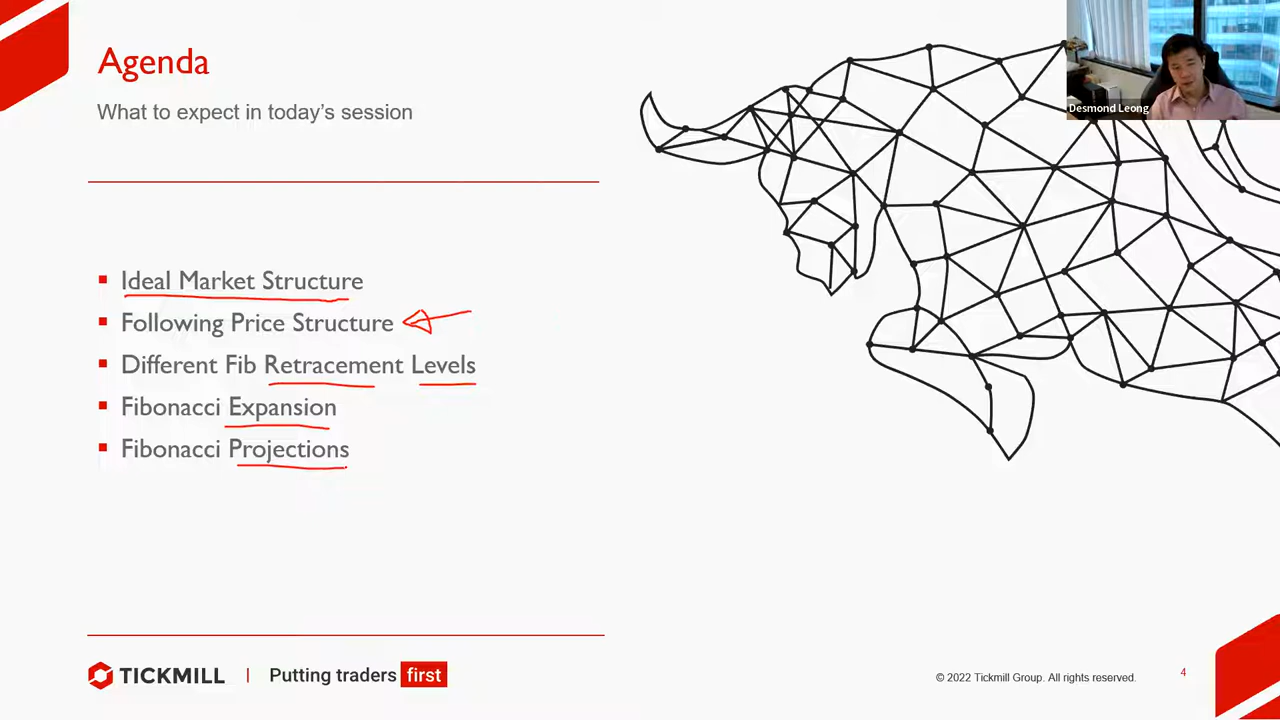 Agenda
What to expect in today's session
Desmond Leong
▪ Ideal Market Structure
▪ Following Price Structure
▪ Different Fib Retracement Levels
▪ Fibonacci Expansion
▪ Fibonacci Projections
TICKMILL | Putting traders first
© 2022 Tickmill Group. All rights reserved.
4